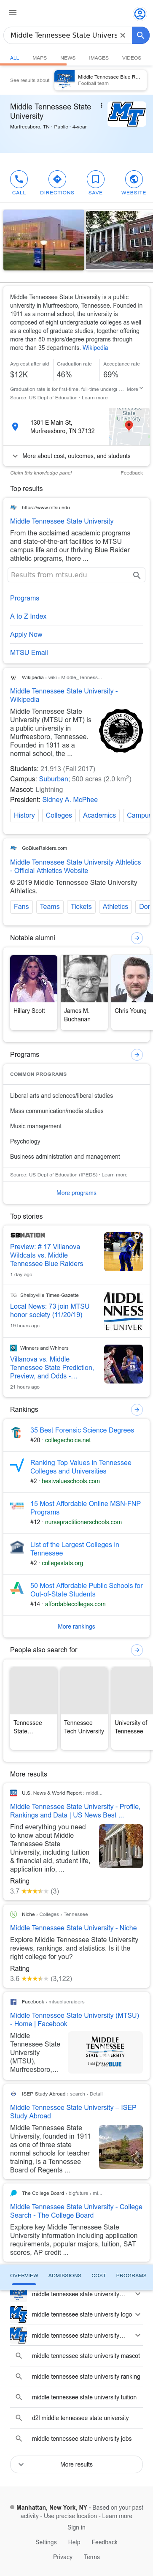 Middle Tennessee State Univers
ALL MAPS NEWS IMAGES VIDEOS
See results about
Middle Tennessee Blue R...
Football team
Middle Tennessee State University
Murfreesboro, TN · Public · 4-year
CALL DIRECTIONS SAVE WEBSITE
Middle Tennessee State University is a public university in Murfreesboro, Tennessee. Founded in 1911 as a normal school, the university is composed of eight undergraduate colleges as well as a college of graduate studies, together offering more than 80 majors/degree programs through more than 35 departments. Wikipedia
Avg cost after aid Graduation rate Acceptance rate
$12K 46% 69%
Graduation rate is for first-time, full-time undergr ... More
Source: US Dept of Education · Learn more
1301 E Main St,
Murfreesboro, TN 37132
State
University
More about cost, outcomes, and students
Claim this knowledge panel Feedback
Top results
https://www.mtsu.edu
Middle Tennessee State University
From the acclaimed academic programs and state-of-the-art facilities to MTSU campus life and our thriving Blue Raider athletic programs, there ...
Results from mtsu.edu
Programs
A to Z Index
Apply Now
MTSU Email
Wikipedia › wiki › Middle_Tennes...
Middle Tennessee State University - Wikipedia
Middle Tennessee State University (MTSU or MT) is a public university in Murfreesboro, Tennessee. Founded in 1911 as a normal school, the ...
Students: 21,913 (Fall 2017)
Campus: Suburban; 500 acres (2.0 km²)
Mascot: Lightning
President: Sidney A. McPhee
History Colleges Academics Campu
GoBlueRaiders.com
Middle Tennessee State University Athletics - Official Athletics Website
© 2019 Middle Tennessee State University Athletics.
Fans Teams Tickets Athletics Do
Notable alumni
Hillary Scott
James M. Buchanan
Chris Young
Programs
COMMON PROGRAMS
Liberal arts and sciences/liberal studies
Mass communication/media studies
Music management
Psychology
Business administration and management
Source: US Dept of Education (IPEDS) · Learn more
More programs
Top stories
SBNATION
Preview: # 17 Villanova Wildcats vs. Middle Tennessee Blue Raiders
1 day ago
Shelbyville Times-Gazette
Local News: 73 join MTSU honor society (11/20/19)
19 hours ago
MIDDL
NNESS
TE UNIVER
Winners and Whiners
Villanova vs. Middle Tennessee State Prediction, Preview, and Odds -...
21 hours ago
Rankings
35 Best Forensic Science Degrees
#20 · collegechoice.net
Ranking Top Values in Tennessee Colleges and Universities
#2 · bestvalueschools.com
15 Most Affordable Online MSN-FNP Programs
#12 · nursepractitionerschools.com
List of the Largest Colleges in Tennessee
#2 · collegestats.org
50 Most Affordable Public Schools for Out-of-State Students
#14 · affordablecolleges.com
More rankings
People also search for
Tennessee State...
Tennessee Tech University
University of Tennessee
More results
U.S. News & World Report › middl...
Middle Tennessee State University - Profile, Rankings and Data | US News Best ...
Find everything you need to know about Middle Tennessee State University, including tuition & financial aid, student life, application info, ...
Rating
3.7 (3)
Niche › Colleges › Tennessee
Middle Tennessee State University - Niche
Explore Middle Tennessee State University reviews, rankings, and statistics. Is it the right college for you?
Rating
3.6 (3,122)
Facebook › mtsublueraiders
Middle Tennessee State University (MTSU) - Home | Facebook
Middle Tennessee State University (MTSU), Murfreesboro,...
MIDDLE
TENNESSEE
STATE UNIVERSITY
I am trueBLUE
ISEP Study Abroad › search › Detail
Middle Tennessee State University – ISEP Study Abroad
Middle Tennessee State University, founded in 1911 as one of three state normal schools for teacher training, is a Tennessee Board of Regents ...
The College Board › bigfuture › mi...
Middle Tennessee State University - College Search - The College Board
Explore key Middle Tennessee State University information including application requirements, popular majors, tuition, SAT scores, AP credit ...
OVERVIEW ADMISSIONS COST PROGRAMS
middle tennessee state university...
middle tennessee state university logo
middle tennessee state university...
middle tennessee state university mascot
middle tennessee state university ranking
middle tennessee state university tuition
d2l middle tennessee state university
middle tennessee state university jobs
More results
Manhattan, New York, NY - Based on your past activity - Use precise location - Learn more
Sign in
Settings Help Feedback
Privacy Terms